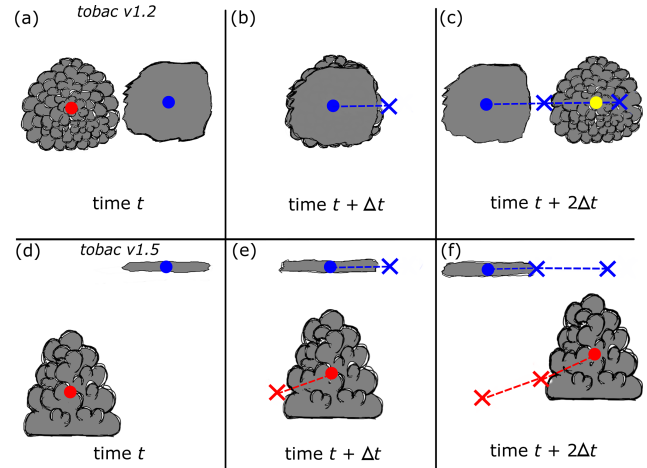 (a) tobac v1.2
(b)
(c)
time t
time t + Δt
time t + 2Δt
(d) tobac v1.5
(e)
(f)
time t
time t + Δt
time t + 2Δt